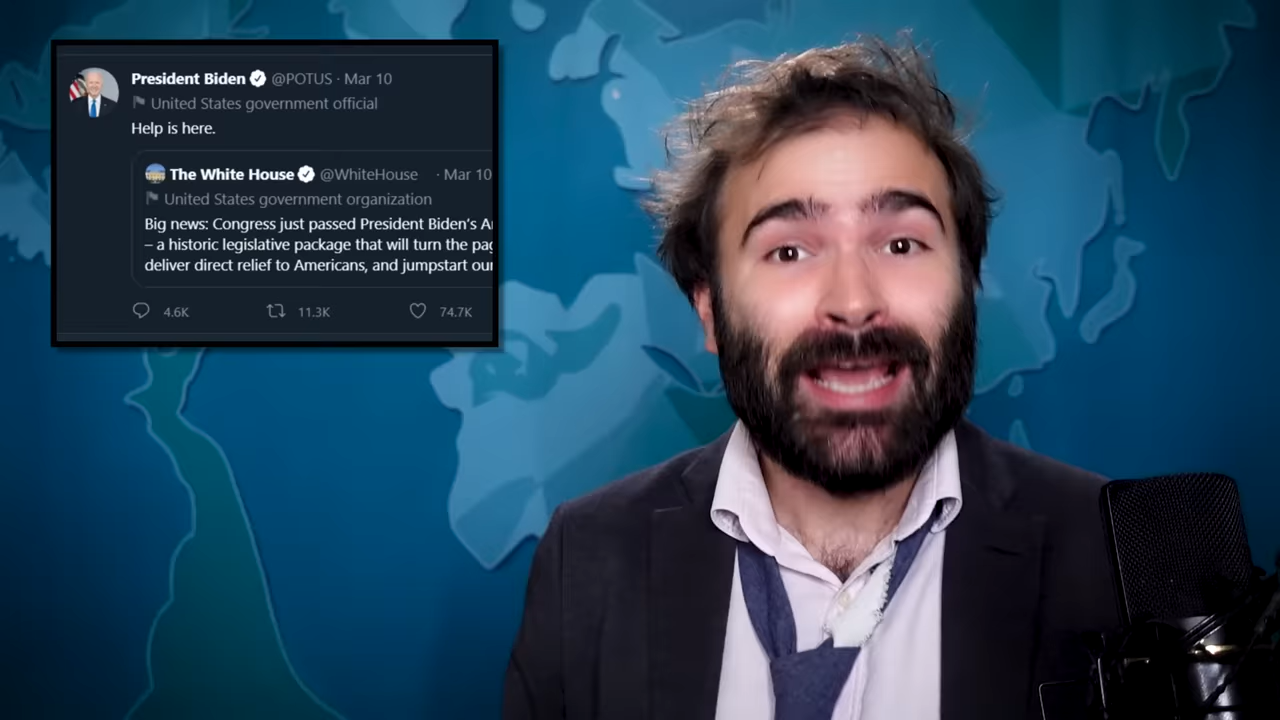 President Biden @POTUS · Mar 10
United States government official
Help is here.
The White House @WhiteHouse · Mar 10
United States government organization
Big news: Congress just passed President Biden's
– a historic legislative package that will turn the
deliver direct relief to Americans, and jumpstart
4.6K 11.3K 74.7K